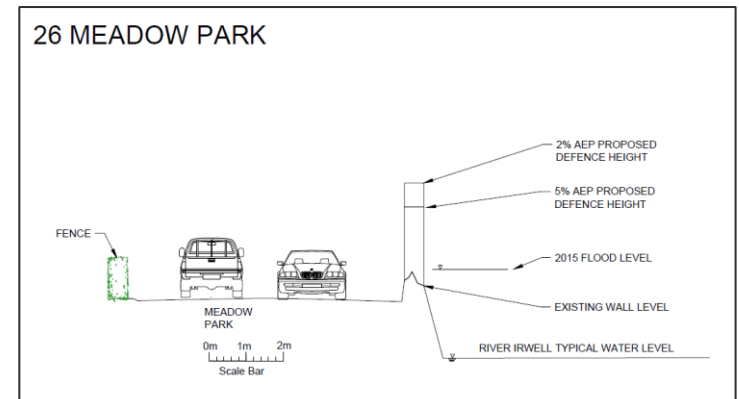 26 MEADOW PARK
2% AEP PROPOSED
DEFENCE HEIGHT
5% AEP PROPOSED
DEFENCE HEIGHT
FENCE
2015 FLOOD LEVEL
EXISTING WALL LEVEL
MEADOW
PARK
0m 1m 2m
Scale Bar
RIVER IRWELL TYPICAL WATER LEVEL